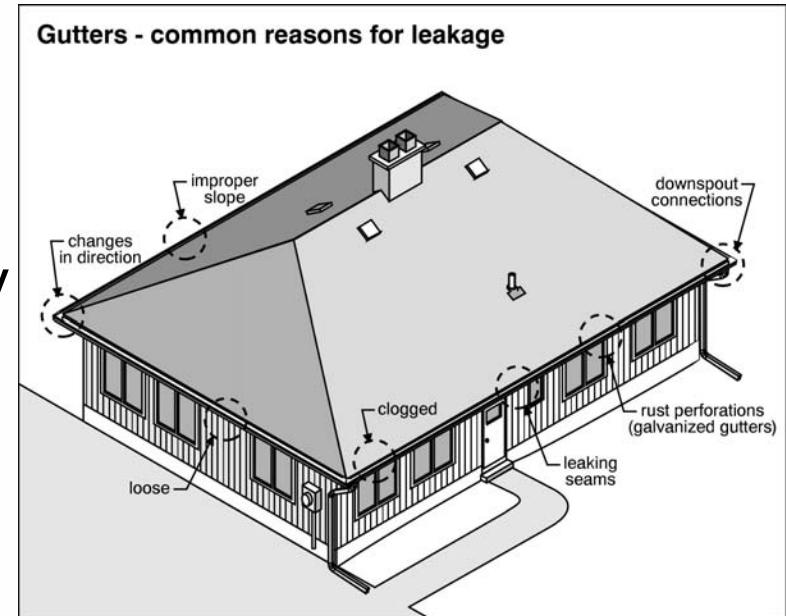 Gutters - common reasons for leakage
improper
slope
downspout
connections
changes
in direction
y
clogged
rust perforations
(galvanized gutters)
leaking
seams
loose